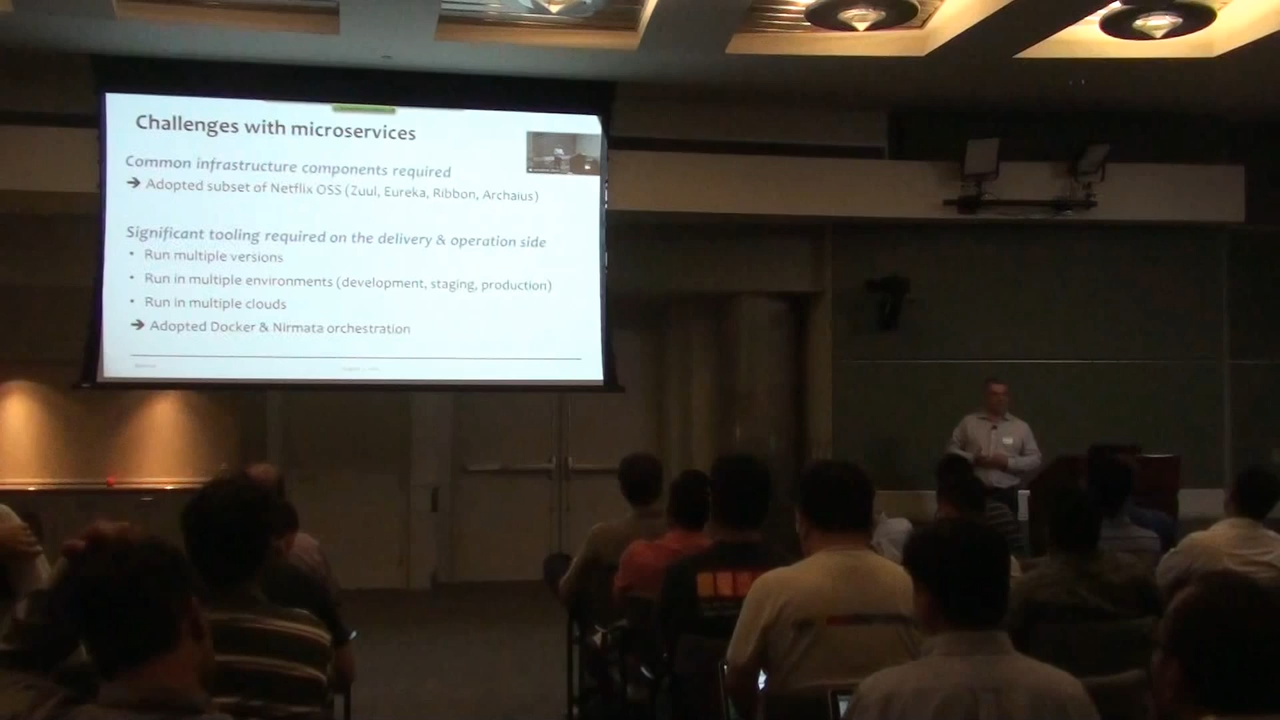 Challenges with microservices
Common infrastructure components required
➔ Adopted subset of Netflix OSS (Zuul, Eureka, Ribbon, Archaius)
Significant tooling required on the delivery & operation side
• Run multiple versions
• Run in multiple environments (development, staging, production)
• Run in multiple clouds
➔ Adopted Docker & Nirmata orchestration